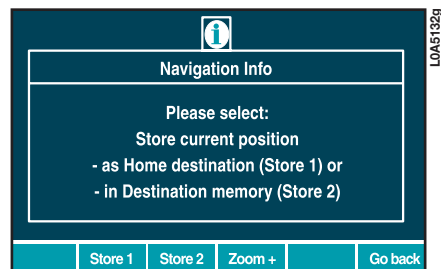 i
Navigation Info
Please select:
Store current position
- as Home destination (Store 1) or
- in Destination memory (Store 2)
Store 1 Store 2 Zoom + Go back
L0A5132g